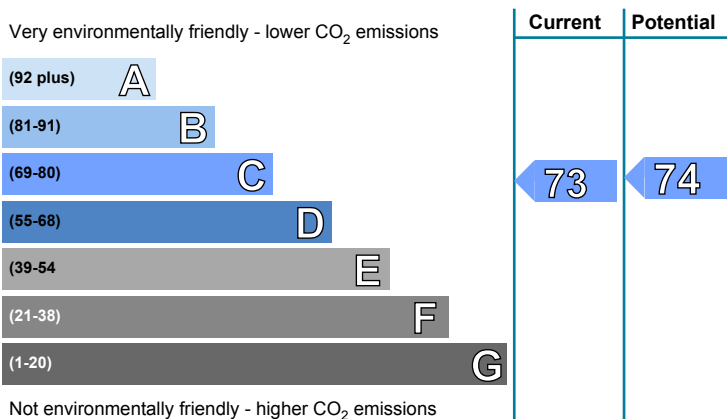 Very environmentally friendly - lower CO2 emissions
Current Potential
(92 plus) A
(81-91) B
(69-80) C
73 74
(55-68) D
(39-54 E
(21-38) F
(1-20) G
Not environmentally friendly - higher CO2 emissions